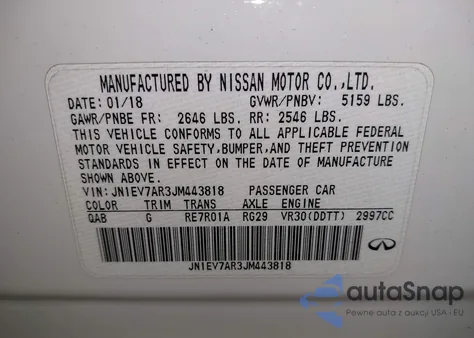 MANUFACTURED BY NISSAN MOTOR CO.,LTD.
DATE: 01/18 GVWR/PNBV: 5159 LBS.
GAWR/PNBE FR: 2646 LBS. RR: 2546 LBS.
THIS VEHICLE CONFORMS TO ALL APPLICABLE FEDERAL
MOTOR VEHICLE SAFETY,BUMPER,AND THEFT PREVENTION
STANDARDS IN EFFECT ON THE DATE OF MANUFACTURE
SHOWN ABOVE.
VIN: JN1EV7AR3JM443818 PASSENGER CAR
COLOR TRIM TRANS AXLE ENGINE
QAB G RE7R01A RG29 VR30(DDTT) 2997CC
JN1EV7AR3JM443818
autoSnap
Pewne auta z aukcji USA - EU